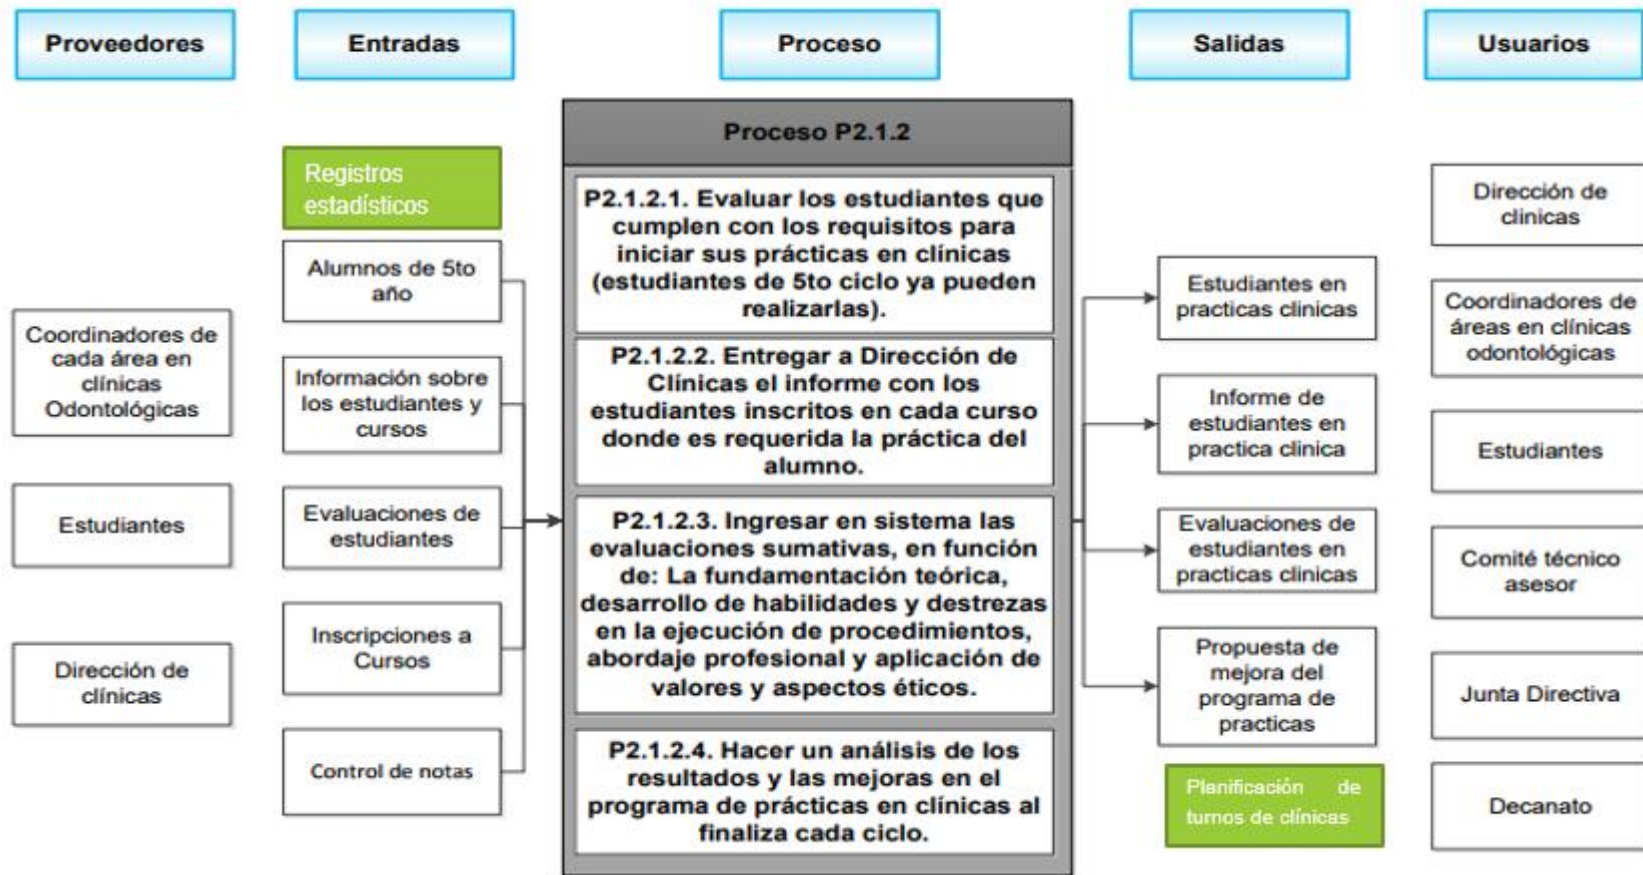 Proveedores
Entradas
Proceso
Salidas
Usuarios
Coordinadores de
cada área en
clínicas
Odontológicas
Estudiantes
Dirección de
clínicas
Registros
estadísticos
Alumnos de 5to
año
Información sobre
los estudiantes y
cursos
Evaluaciones de
estudiantes
Inscripciones a
Cursos
Control de notas
Proceso P2.1.2
P2.1.2.1. Evaluar los estudiantes que
cumplen con los requisitos para
iniciar sus prácticas en clínicas
(estudiantes de 5to ciclo ya pueden
realizarlas).
P2.1.2.2. Entregar a Dirección de
Clínicas el informe con los
estudiantes inscritos en cada curso
donde es requerida la práctica del
alumno.
P2.1.2.3. Ingresar en sistema las
evaluaciones sumativas, en función
de: La fundamentación teórica,
desarrollo de habilidades y destrezas
en la ejecución de procedimientos,
abordaje profesional y aplicación de
valores y aspectos éticos.
P2.1.2.4. Hacer un análisis de los
resultados y las mejoras en el
programa de prácticas en clínicas al
finaliza cada ciclo.
Estudiantes en
practicas clinicas
Informe de
estudiantes en
practica clinica
Evaluaciones de
estudiantes en
practicas clinicas
Propuesta de
mejora del
programa de
practicas
Planificación de
turnos de clínicas
Dirección de
clinicas
Coordinadores de
áreas en clínicas
odontológicas
Estudiantes
Comité técnico
asesor
Junta Directiva
Decanato